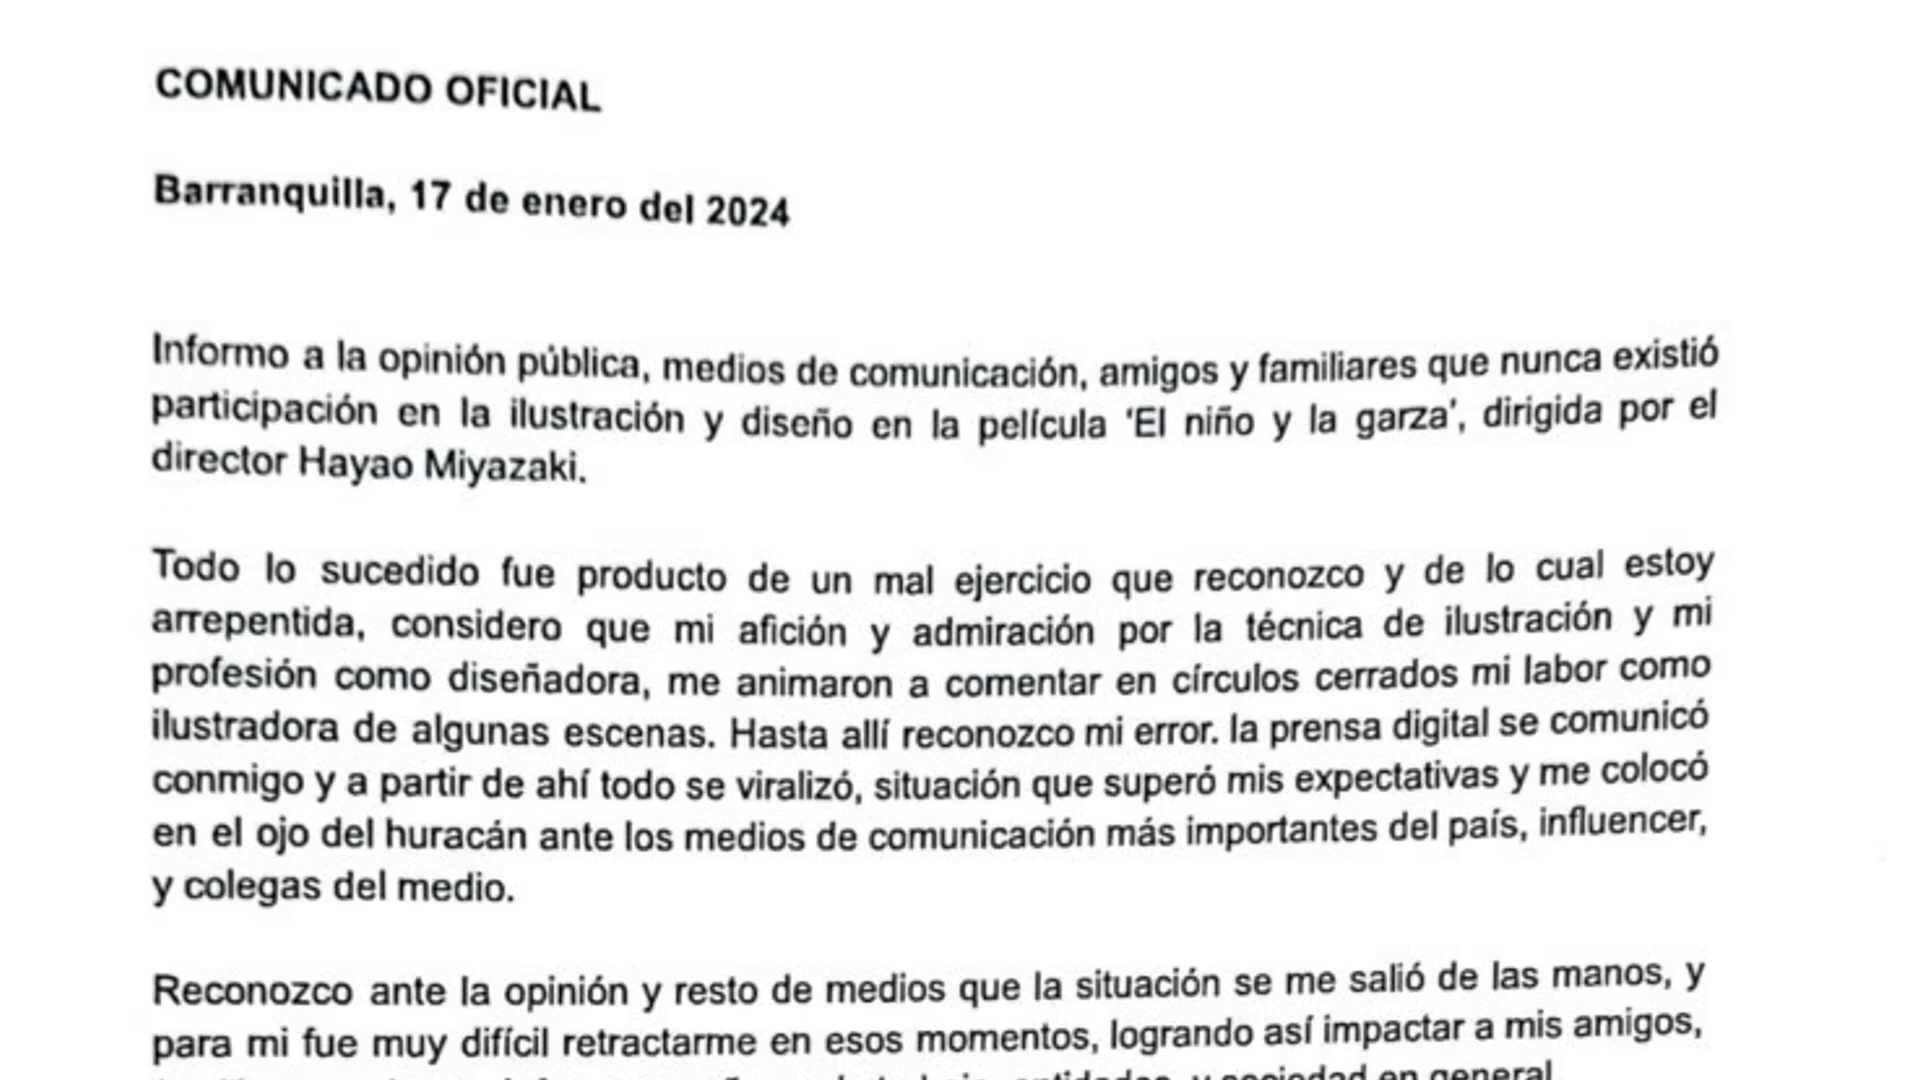 COMUNICADO OFICIAL
Barranquilla, 17 de enero del 2024
Informo a la opinión pública, medios de comunicación, amigos y familiares que nunca existió
participación en la ilustración y diseño en la película ‘El niño y la garza’, dirigida por el
director Hayao Miyazaki.
Todo lo sucedido fue producto de un mal ejercicio que reconozco y de lo cual estoy
arrepentida, considero que mi afición y admiración por la técnica de ilustración y mi
profesión como diseñadora, me animaron a comentar en círculos cerrados mi labor como
ilustradora de algunas escenas. Hasta allí reconozco mi error. la prensa digital se comunicó
conmigo y a partir de ahí todo se viralizó, situación que superó mis expectativas y me colocó
en el ojo del huracán ante los medios de comunicación más importantes del país, influencer,
y colegas del medio.
Reconozco ante la opinión y resto de medios que la situación se me salió de las manos, y
para mi fue muy difícil retractarme en esos momentos, logrando así impactar a mis amigos,
y sociedad en general.